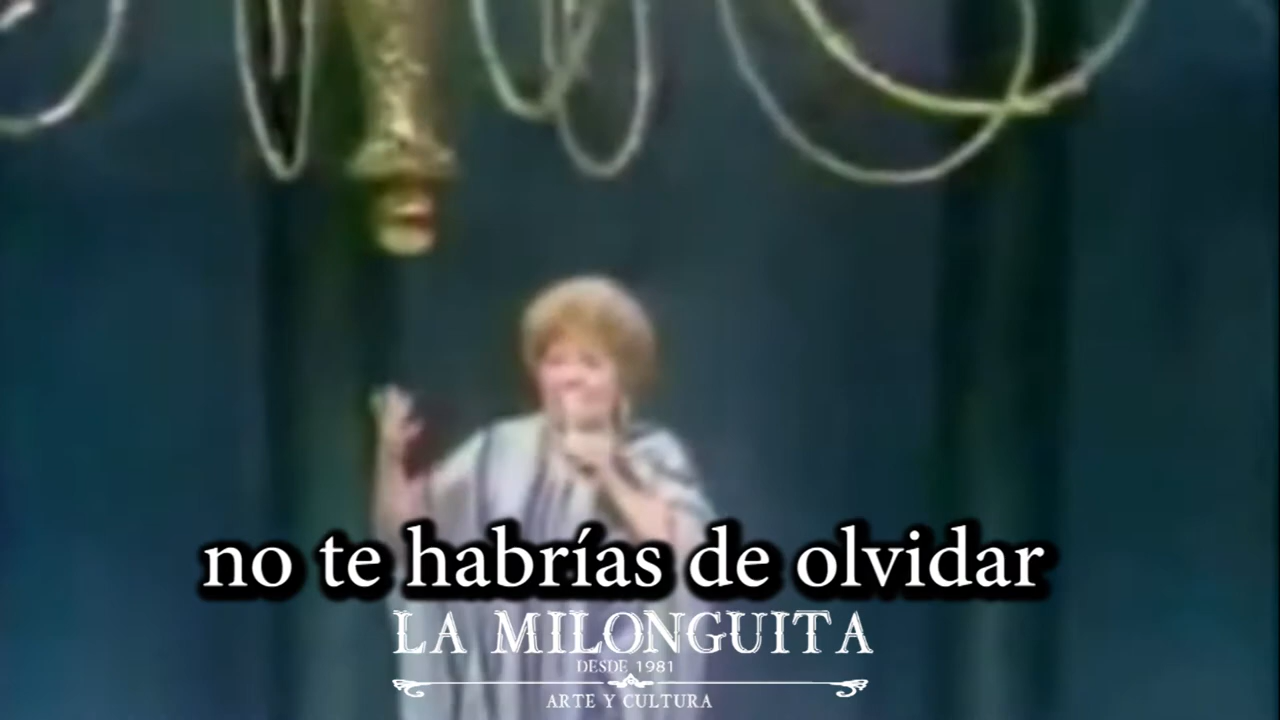 no te habrías de olvidar
LA MILONGUITA
DESDE 1981
ARTE Y CULTURA